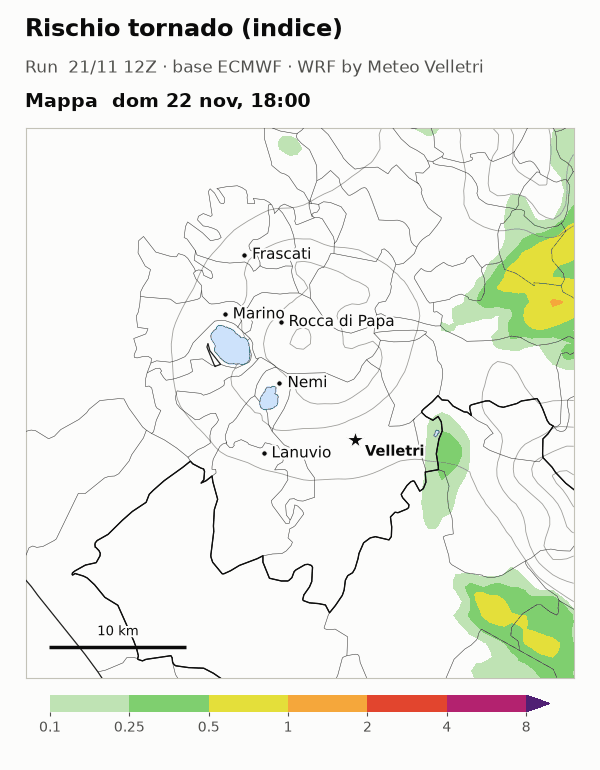 Rischio tornado (indice)
Run  21/11 12Z · base ECMWF · WRF by Meteo Velletri
Mappa  dom 22 nov, 18:00
Frascati
Marino
Rocca di Papa
Nemi
Velletri
Lanuvio
10 km
0.1 0.25 0.5 1 2 4 8